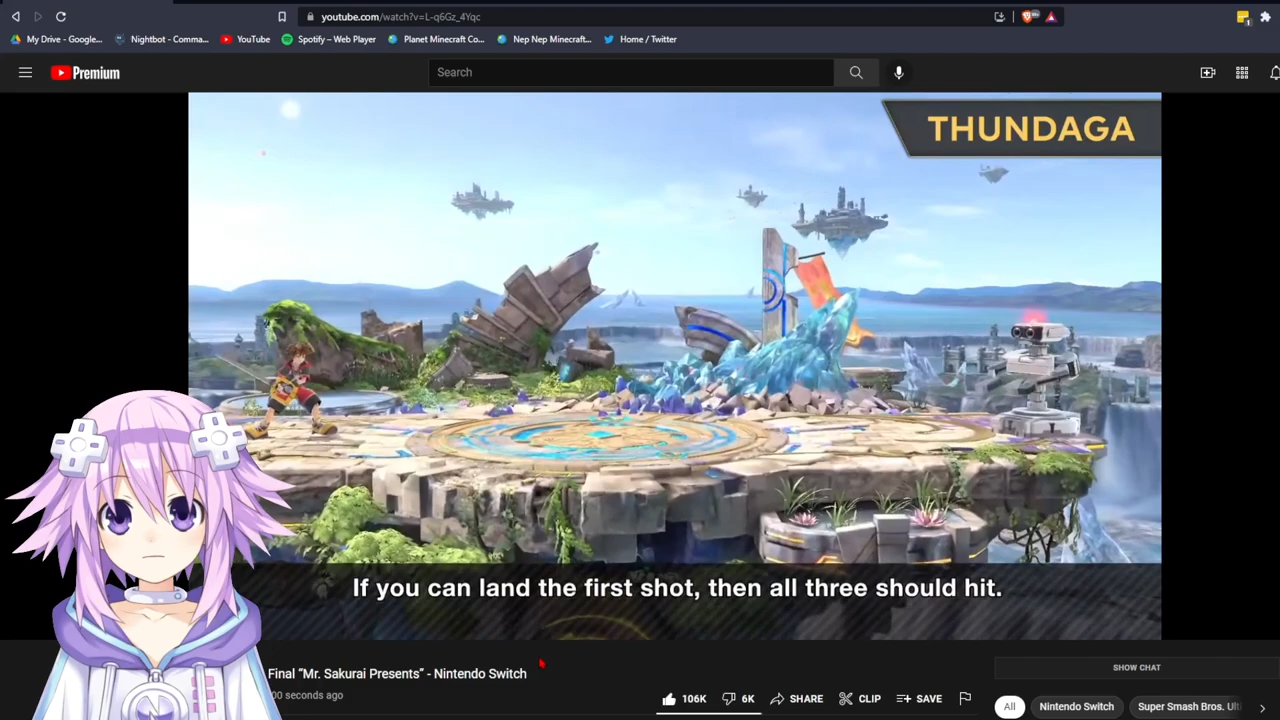 youtube.com/watch?v=L-q6Gz_4Yqc
My Drive - Google...
Nightbot - Comma...
YouTube
Spotify – Web Player
Planet Minecraft Co...
Nep Nep Minecraft...
Home / Twitter
Premium
Search
THUNDAGA
If you can land the first shot, then all three should hit.
Final “Mr. Sakurai Presents” - Nintendo Switch
00 seconds ago
106K
6K
SHARE
CLIP
SAVE
SHOW CHAT
All
Nintendo Switch
Super Smash Bros. Ulti